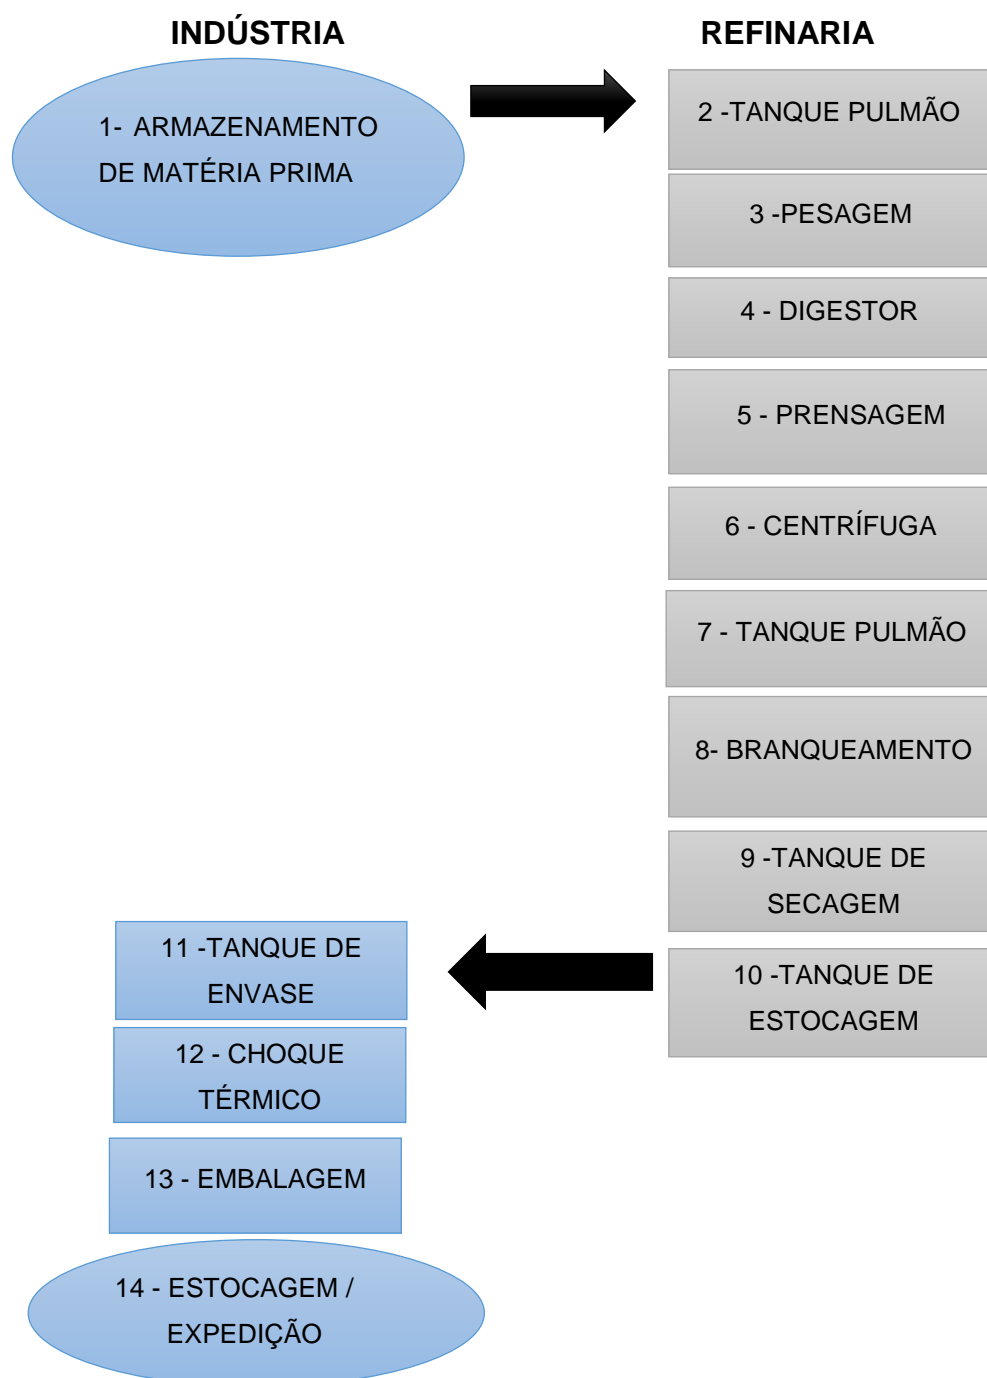 INDÚSTRIA
REFINARIA
1- ARMAZENAMENTO
DE MATÉRIA PRIMA
2 -TANQUE PULMÃO
3 -PESAGEM
4 - DIGESTOR
5 - PRENSAGEM
6 - CENTRÍFUGA
7 - TANQUE PULMÃO
8- BRANQUEAMENTO
9 -TANQUE DE
SECAGEM
10 -TANQUE DE
ESTOCAGEM
11 -TANQUE DE
ENVASE
12 - CHOQUE
TÉRMICO
13 - EMBALAGEM
14 - ESTOCAGEM /
EXPEDIÇÃO